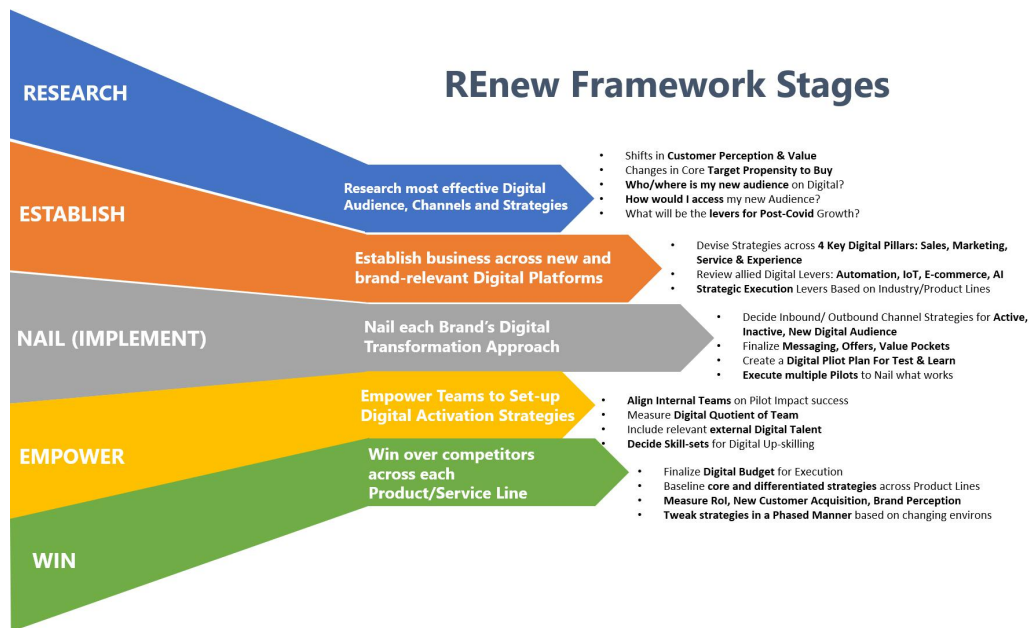 REnew Framework Stages
RESEARCH
Research most effective Digital
Audience, Channels and Strategies
• Shifts in Customer Perception & Value
• Changes in Core Target Propensity to Buy
• Who/where is my new audience on Digital?
• How would I access my new Audience?
• What will be the levers for Post-Covid Growth?
ESTABLISH
Establish business across new and
brand-relevant Digital Platforms
• Devise Strategies across 4 Key Digital Pillars: Sales, Marketing,
Service & Experience
• Review allied Digital Levers: Automation, IoT, E-commerce, AI
• Strategic Execution Levers Based on Industry/Product Lines
NAIL (IMPLEMENT)
Nail each Brand's Digital
Transformation Approach
• Decide Inbound/ Outbound Channel Strategies for Active,
Inactive, New Digital Audience
• Finalize Messaging, Offers, Value Pockets
• Create a Digital Pliot Plan For Test & Learn
• Execute multiple Pilots to Nail what works
EMPOWER
Empower Teams to Set-up
Digital Activation Strategies
• Align Internal Teams on Pilot Impact success
• Measure Digital Quotient of Team
• Include relevant external Digital Talent
• Decide Skill-sets for Digital Up-skilling
WIN
Win over competitors
across each
Product/Service Line
• Finalize Digital Budget for Execution
• Baseline core and differentiated strategies across Product Lines
• Measure RoI, New Customer Acquisition, Brand Perception
• Tweak strategies in a Phased Manner based on changing environs